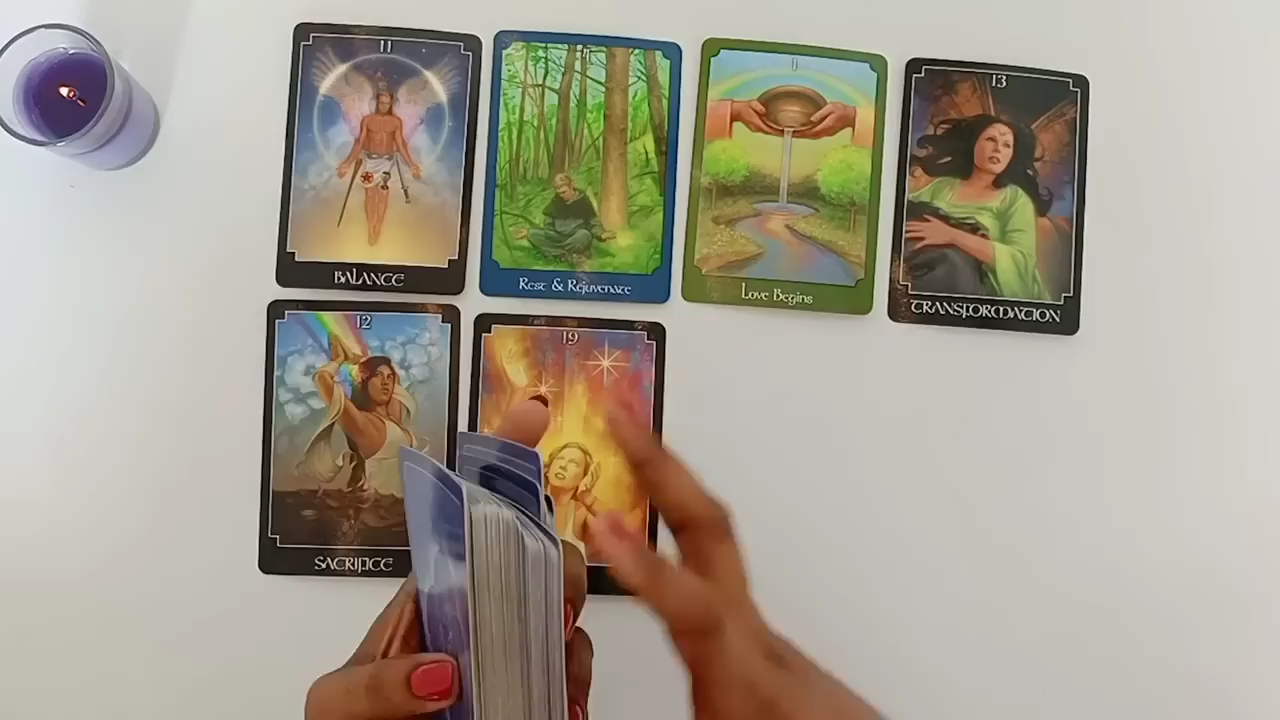 11
BALANCE
Rest & Rejuvenate
1
Love Begins
13
TRANSFORMATION
12
SACRIFICE
19